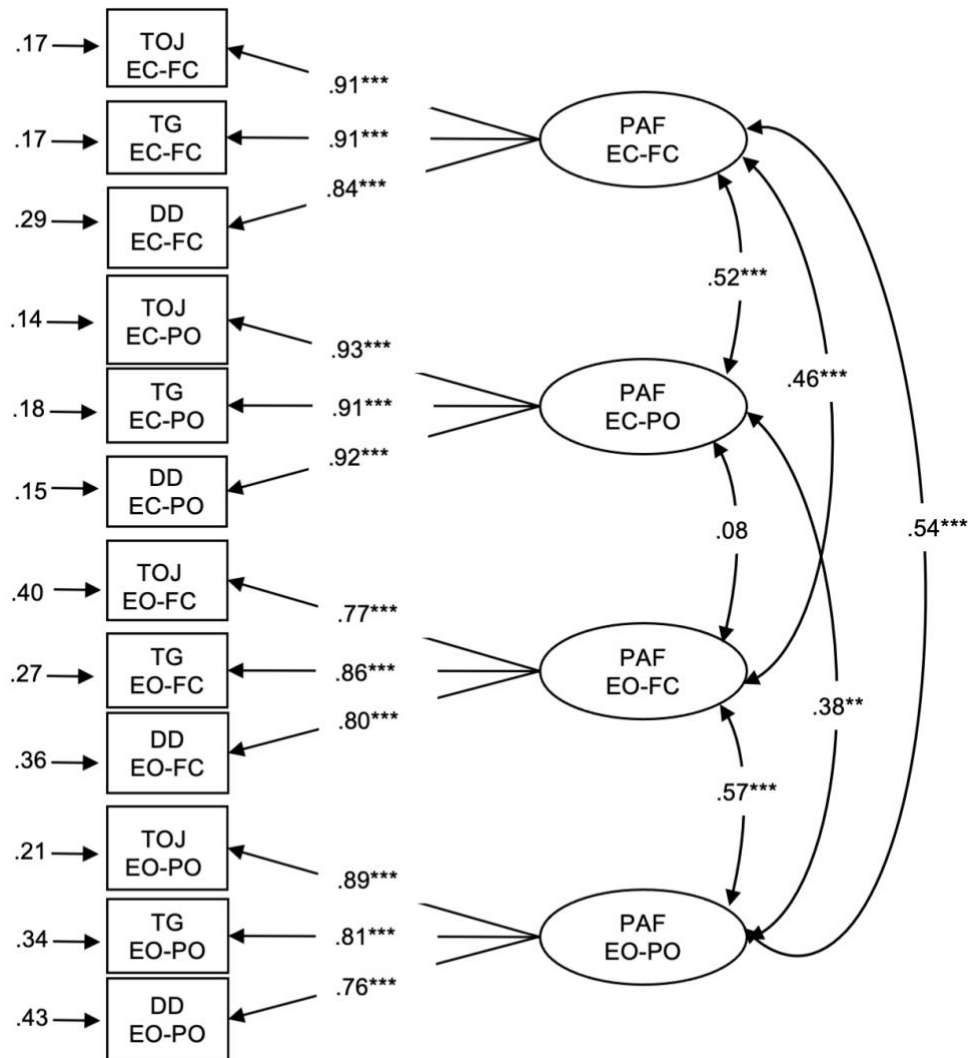 .17
TOJ
EC-FC
.91***
.17
TG
EC-FC
.91***
.29
DD
EC-FC
.84***
PAF
EC-FC
.14
TOJ
EC-PO
.93***
.18
TG
EC-PO
.91***
.15
DD
EC-PO
.92***
PAF
EC-PO
.40
TOJ
EO-FC
.77***
.27
TG
EO-FC
.86***
.36
DD
EO-FC
.80***
PAF
EO-FC
.21
TOJ
EO-PO
.89***
.34
TG
EO-PO
.81***
.43
DD
EO-PO
.76***
PAF
EO-PO
.52***
.46***
.08
.54***
.38**
.57***